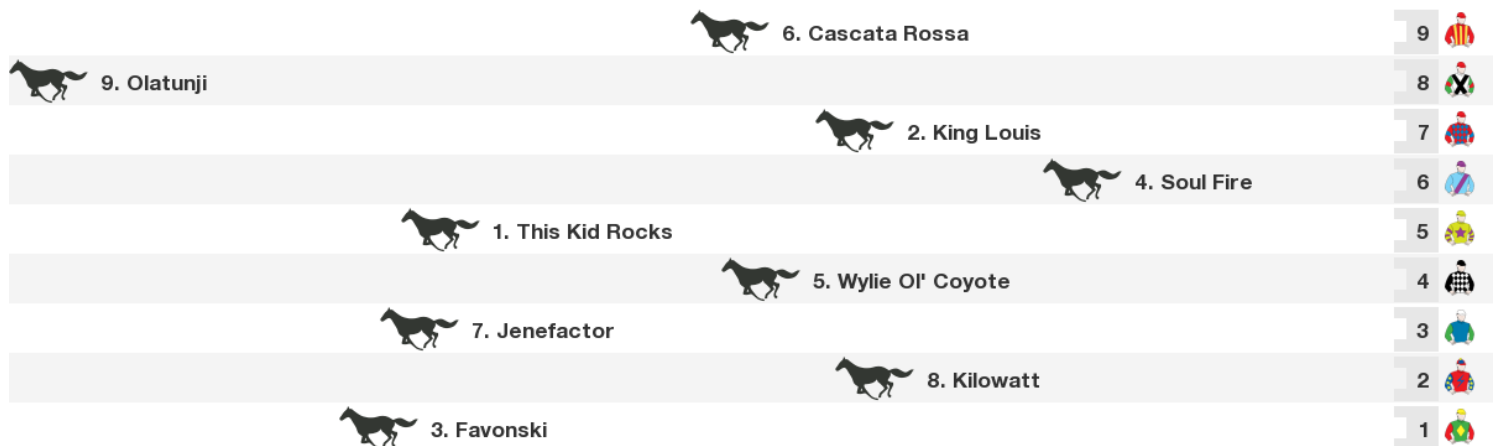 6. Cascata Rossa 9
9. Olatunji 8
2. King Louis 7
4. Soul Fire 6
1. This Kid Rocks 5
5. Wylie Ol' Coyote 4
7. Jenefactor 3
8. Kilowatt 2
3. Favonski 1